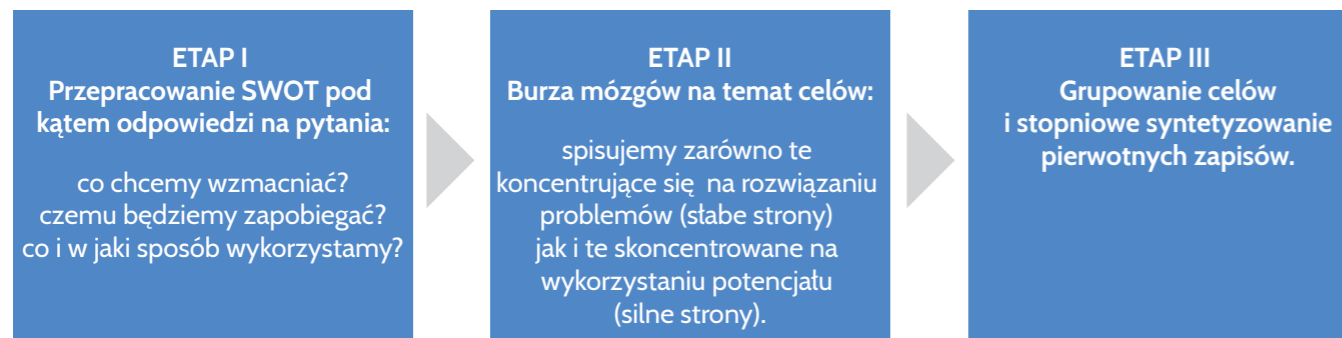 ETAP I
Przepracowanie SWOT pod
kątem odpowiedzi na pytania:
co chcemy wzmacniać?
czemu będziemy zapobiegać?
co i w jaki sposób wykorzystamy?
ETAP II
Burza mózgów na temat celów:
spisujemy zarówno te
koncentrujące się na rozwiązaniu
problemów (słabe strony)
jak i te skoncentrowane na
wykorzystaniu potencjału
(silne strony).
ETAP III
Grupowanie celów
i stopniowe syntetyzowanie
pierwotnych zapisów.